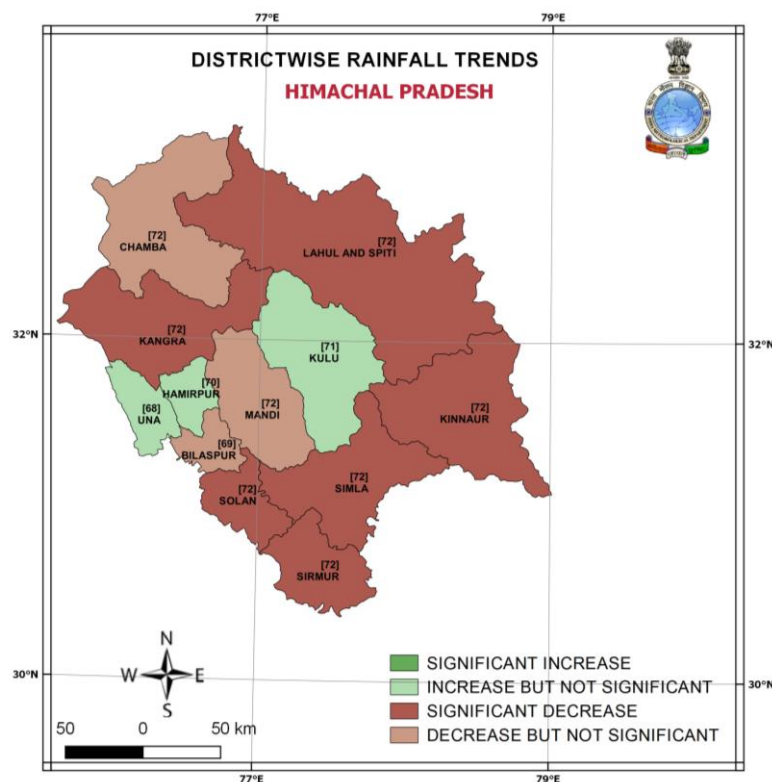 77°E
79°E
DISTRICTWISE RAINFALL TRENDS
HIMACHAL PRADESH
[72]
CHAMBA
[72]
LAHUL AND SPITI
32°N
32°N
[72]
KANGRA
[71]
KULU
[70]
HAMIRPUR
[68]
UNA
[72]
MANDI
[72]
KINNAUR
[69]
BILASPUR
[72]
SIMLA
[72]
SOLAN
[72]
SIRMUR
N
W E
S
30°N
30°N
SIGNIFICANT INCREASE
INCREASE BUT NOT SIGNIFICANT
SIGNIFICANT DECREASE
DECREASE BUT NOT SIGNIFICANT
50 0 50 km
77°E
79°E